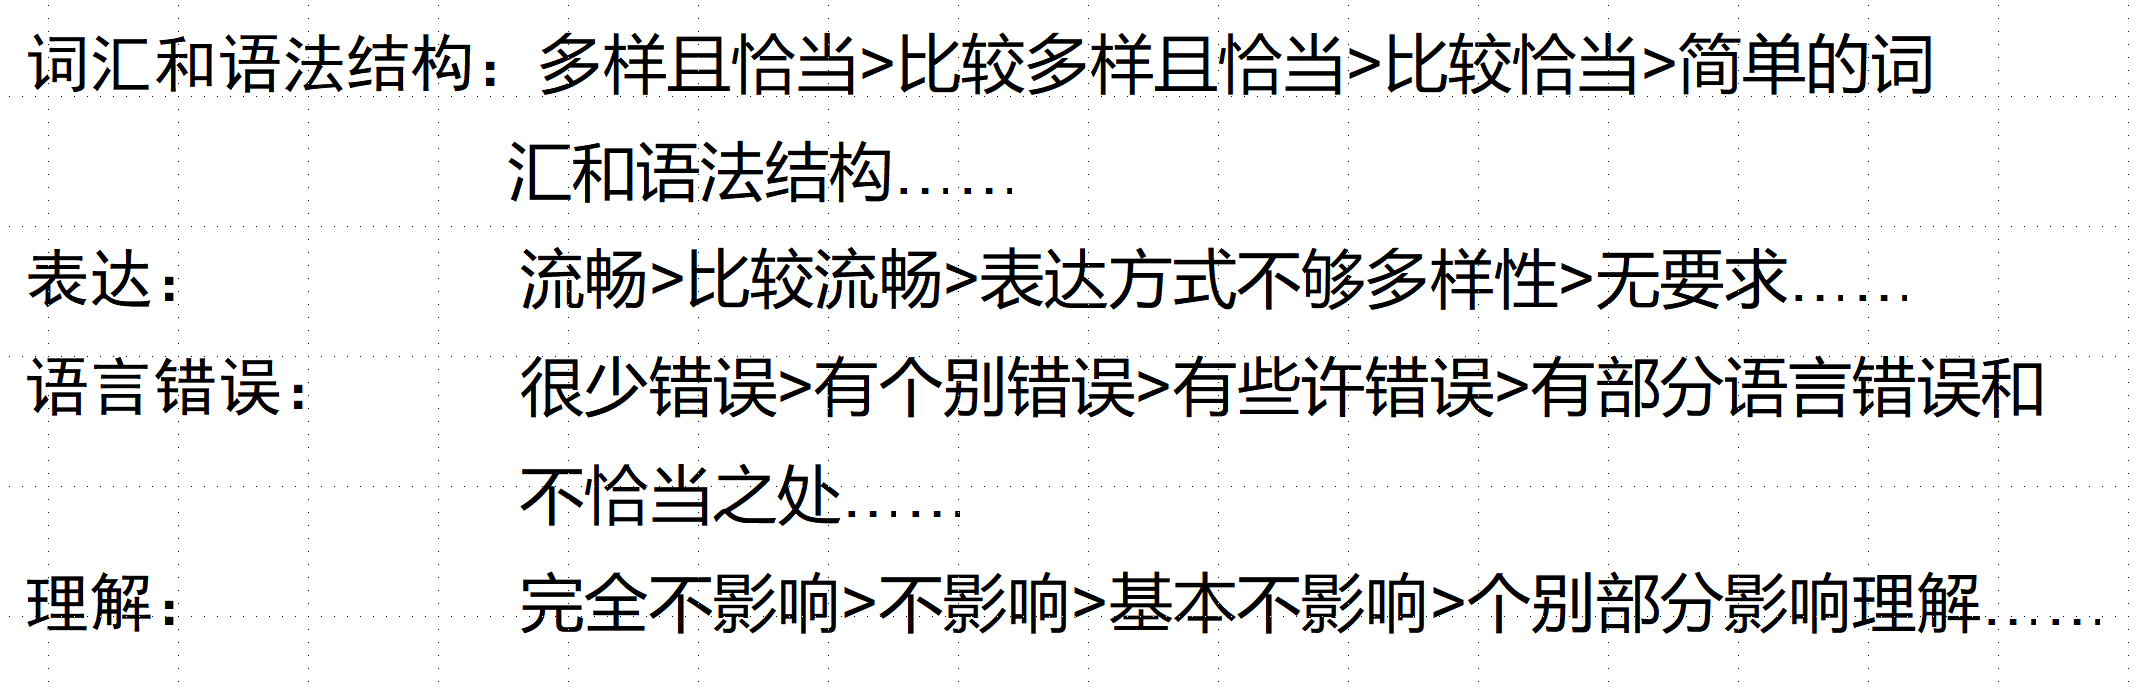 词汇和语法结构：多样且恰当>比较多样且恰当>比较恰当>简单的词
汇和语法结构……
表达： 流畅>比较流畅>表达方式不够多样性>无要求……
语言错误： 很少错误>有个别错误>有些许错误>有部分语言错误和
不恰当之处……
理解： 完全不影响>不影响>基本不影响>个别部分影响理解……